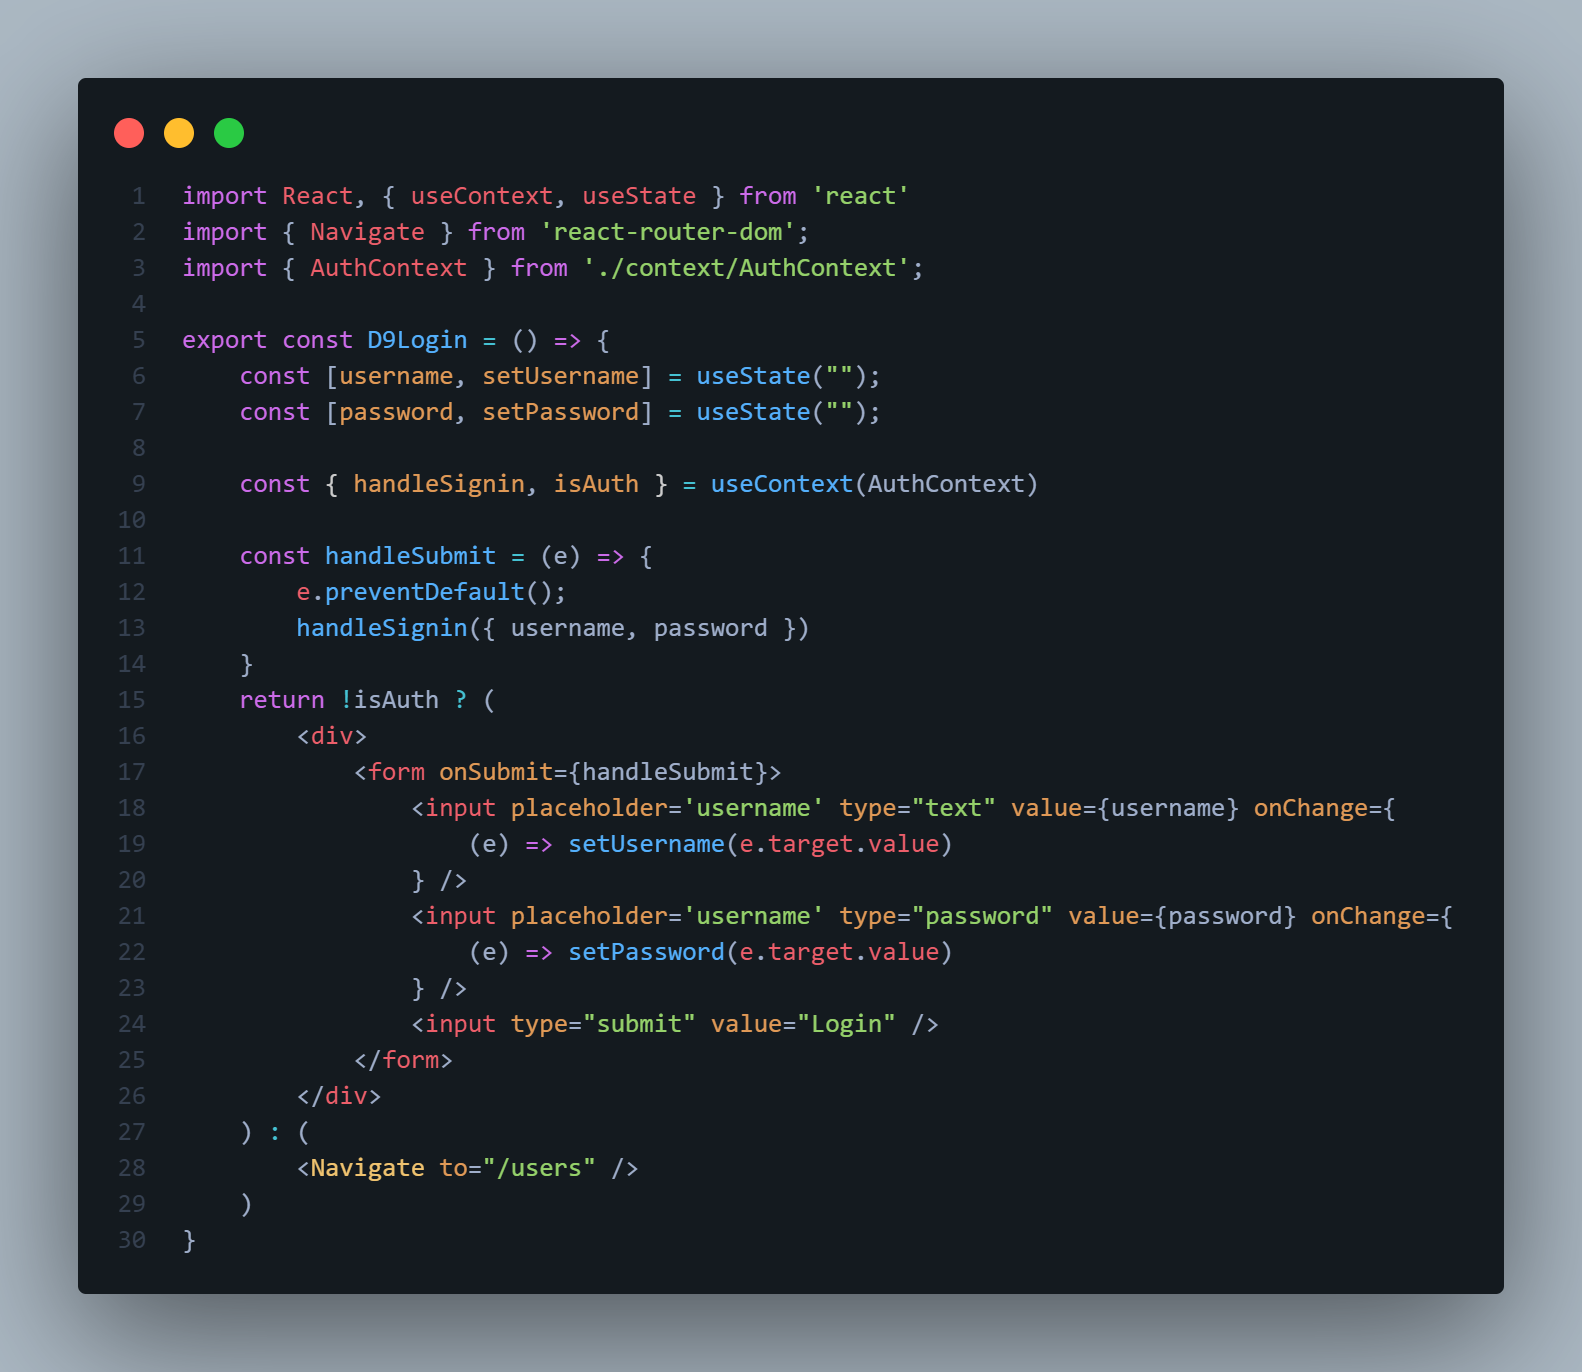 1 import React, { useContext, useState } from 'react'
2 import { Navigate } from 'react-router-dom';
3 import { AuthContext } from './context/AuthContext';
4
5 export const D9Login = () => {
6     const [username, setUsername] = useState("");
7     const [password, setPassword] = useState("");
8
9     const { handleSignin, isAuth } = useContext(AuthContext)
10
11     const handleSubmit = (e) => {
12         e.preventDefault();
13         handleSignin({ username, password })
14     }
15     return !isAuth ? (
16         <div>
17             <form onSubmit={handleSubmit}>
18                 <input placeholder='username' type="text" value={username} onChange={
19                     (e) => setUsername(e.target.value)
20                 } />
21                 <input placeholder='username' type="password" value={password} onChange={
22                     (e) => setPassword(e.target.value)
23                 } />
24                 <input type="submit" value="Login" />
25             </form>
26         </div>
27     ) : (
28         <Navigate to="/users" />
29     )
30 }